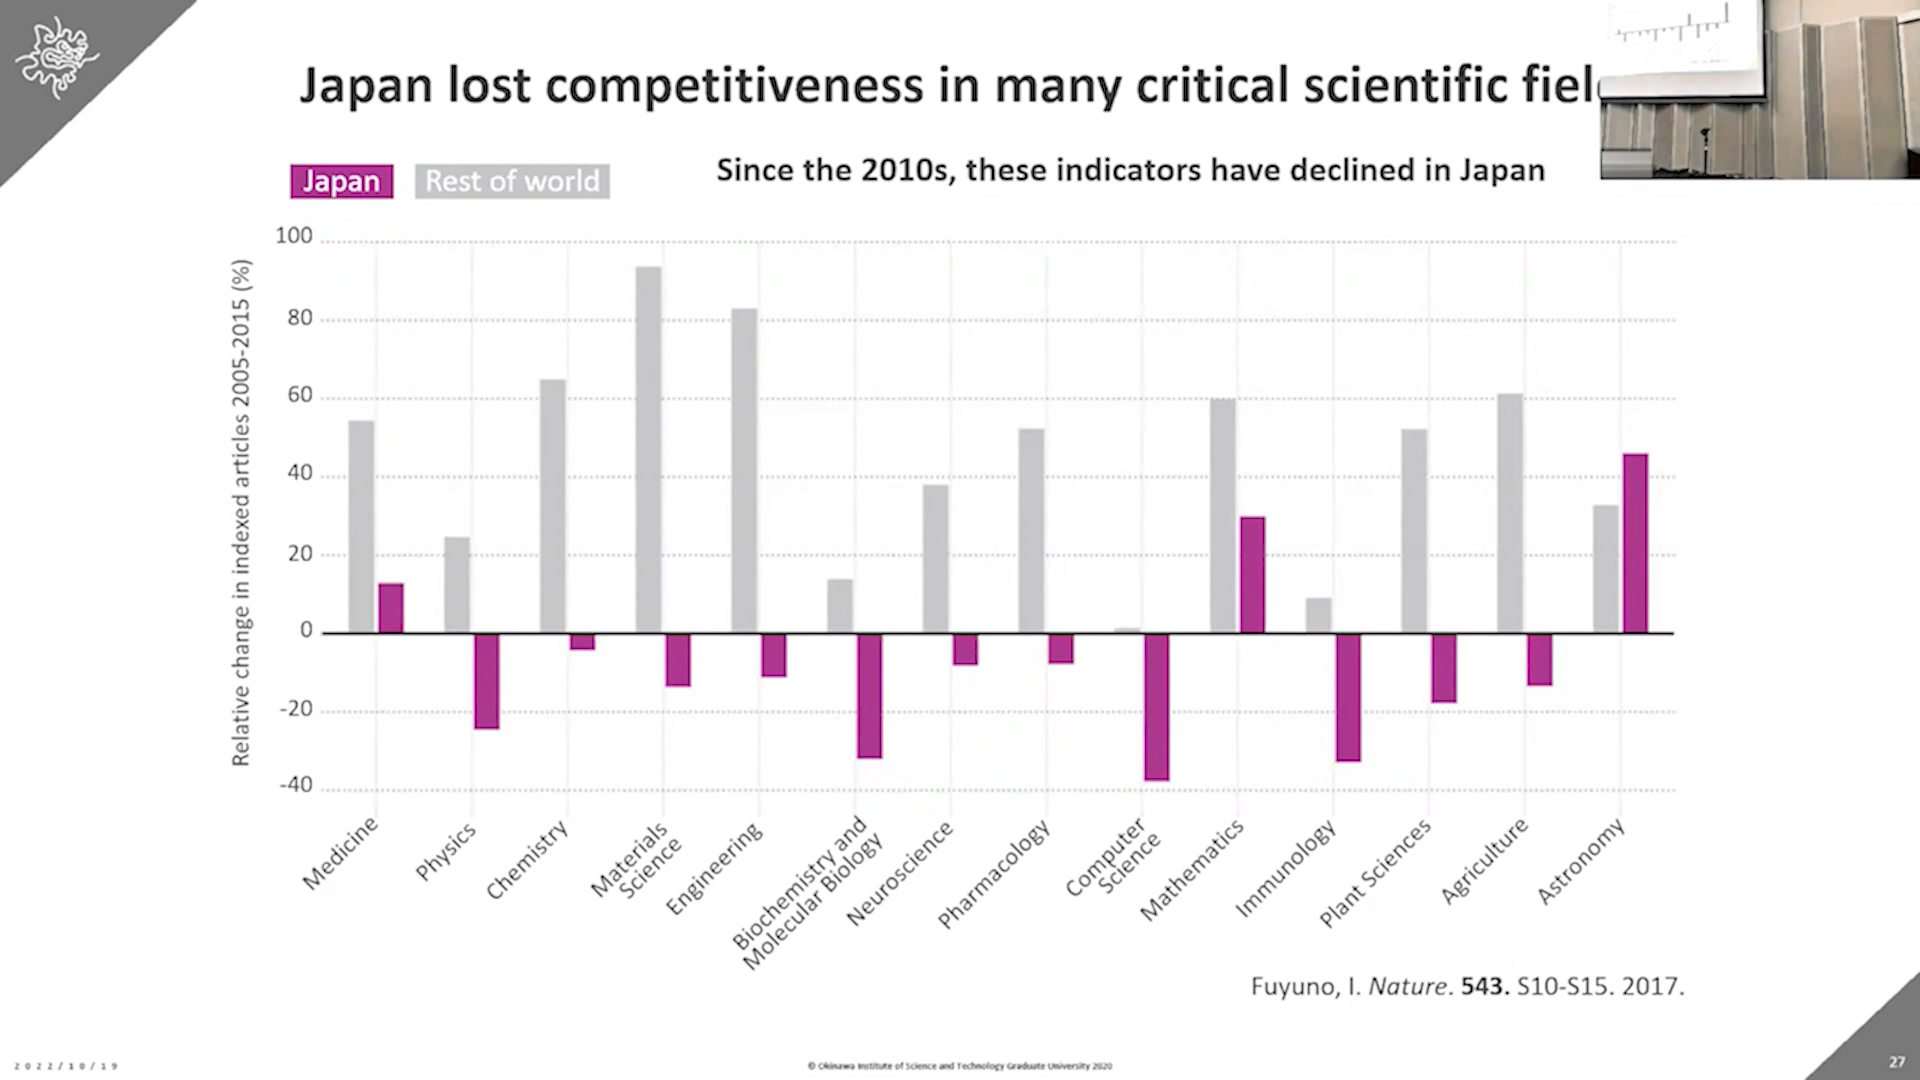 Japan lost competitiveness in many critical scientific fiel
Japan
Rest of world
Since the 2010s, these indicators have declined in Japan
Relative change in indexed articles 2005-2015 (%)
100
80
60
40
20
0
-20
-40
Medicine
Physics
Chemistry
Materials
Science
Engineering
Biochemistry and
Molecular Biology
Neuroscience
Pharmacology
Computer
Science
Mathematics
Immunology
Plant Sciences
Agriculture
Astronomy
Fuyuno, I. Nature. 543. S10-S15. 2017.
2022/10/19
© Okinawa Institute of Science and Technology Graduate University 2020
27